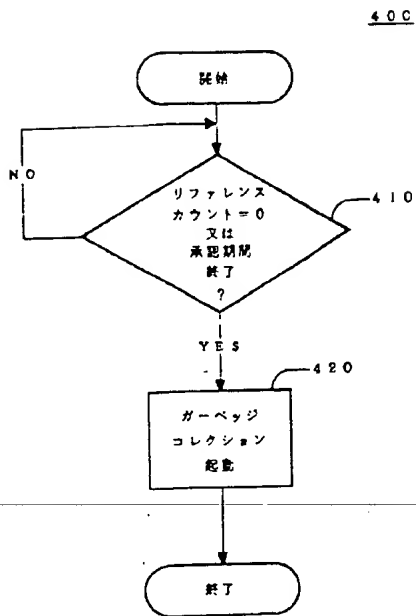 400
開始
NO
リファレンス
カウント=0
又は
承認期間
終了
?
410
YES
420
ガーベッジ
コレクション
起動
終了